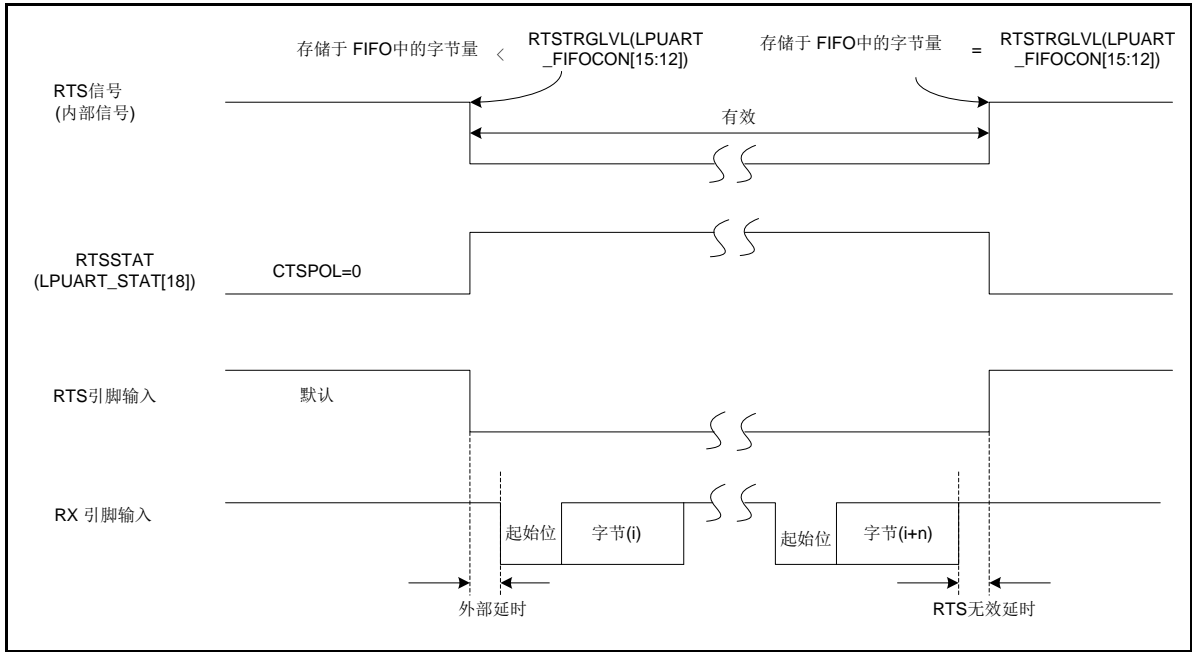 存储于 FIFO中的字节量 < RTSTRGLVL(LPUART
_FIFOCON[15:12])
存储于 FIFO中的字节量 = RTSTRGLVL(LPUART
_FIFOCON[15:12])
RTS信号
(内部信号)
有效
RTSSTAT
(LPUART_STAT[18])
CTSPOL=0
RTS引脚输入
默认
RX 引脚输入
起始位
字节(i)
起始位
字节(i+n)
外部延时
RTS无效延时